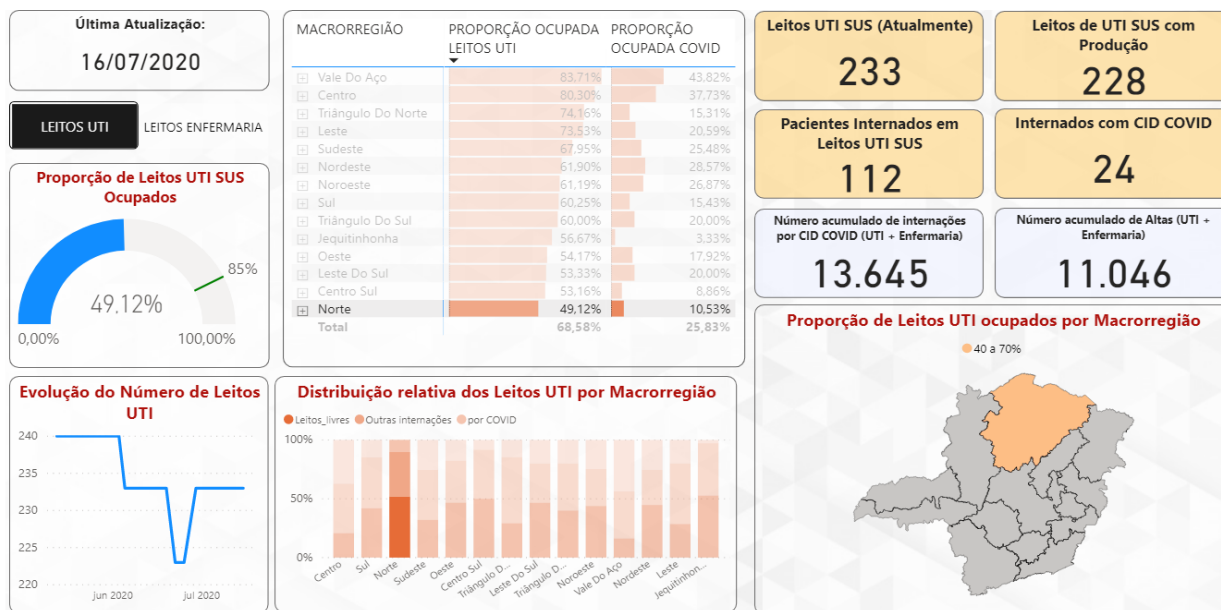 Última Atualização:
16/07/2020
LEITOS UTI
LEITOS ENFERMARIA
Proporção de Leitos UTI SUS
Ocupados
85%
49,12%
0,00%
100,00%
MACRORREGIÃO PROPORÇÃO OCUPADA PROPORÇÃO
LEITOS UTI OCUPADA COVID
Vale Do Aço 83,71% 43,82%
Centro 80,30% 37,73%
Triângulo Do Norte 74,16% 15,31%
Leste 73,53% 20,59%
Sudeste 67,95% 25,48%
Nordeste 61,90% 28,57%
Noroeste 61,19% 26,87%
Sul 60,25% 15,43%
Triângulo Do Sul 60,00% 20,00%
Jequitinhonha 56,67% 3,33%
Oeste 54,17% 17,92%
Leste Do Sul 53,33% 20,00%
Centro Sul 53,16% 8,86%
Norte 49,12% 10,53%
Total 68,58% 25,83%
Leitos UTI SUS (Atualmente)
233
Leitos de UTI SUS com
Produção
228
Pacientes Internados em
Leitos UTI SUS
112
Internados com CID COVID
24
Número acumulado de internações
por CID COVID (UTI + Enfermaria)
13.645
Número acumulado de Altas (UTI +
Enfermaria)
11.046
Evolução do Número de Leitos
UTI
240
235
230
225
220
Jun 2020
Jul 2020
Distribuição relativa dos Leitos UTI por Macrorregião
Leitos_livres
Outras internações
por COVID
100%
50%
0%
Centro
Sul
Norte
Sudeste
Oeste
Centro Sul
Triângulo D...
Leste Do Sul
Triângulo D...
Noroeste
Vale Do Aço
Nordeste
Leste
Jequitinhon...
Proporção de Leitos UTI ocupados por Macrorregião
40 a 70%